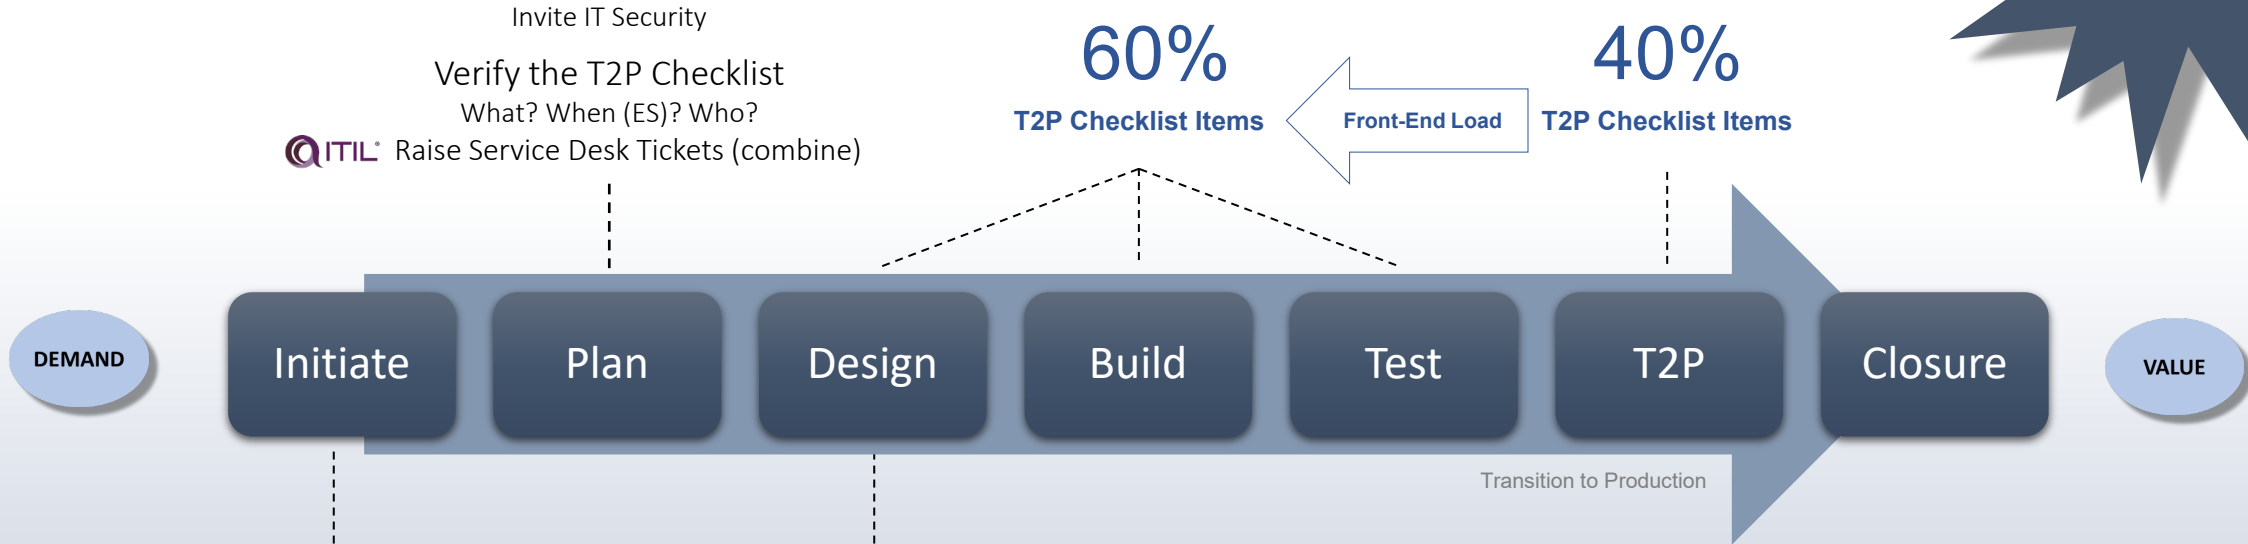 Invite IT Security
Verify the T2P Checklist
What? When (ES)? Who?
ITIL® Raise Service Desk Tickets (combine)
60%
T2P Checklist Items
Front-End Load
40%
T2P Checklist Items
DEMAND
Initiate
Plan
Design
Build
Test
T2P
Closure
VALUE
Transition to Production